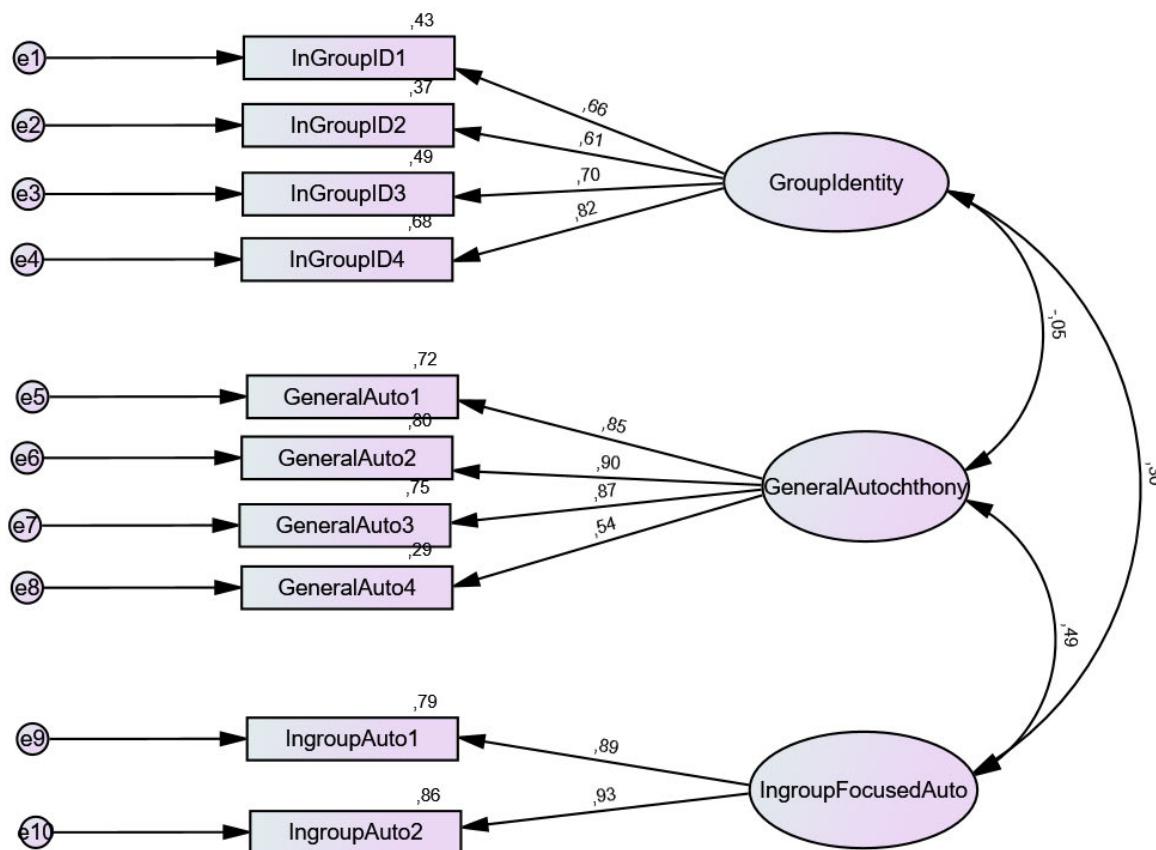 ,43
e1
InGroupID1
,66
,37
e2
InGroupID2
,61
,49
e3
InGroupID3
,70
GroupIdentity
,68
e4
InGroupID4
,82
-,05
,72
e5
GeneralAuto1
,85
,80
e6
GeneralAuto2
,90
GeneralAutochthony
,75
e7
GeneralAuto3
,87
,29
e8
GeneralAuto4
,54
,49
,79
e9
IngroupAuto1
,89
IngroupFocusedAuto
,86
e10
IngroupAuto2
,93